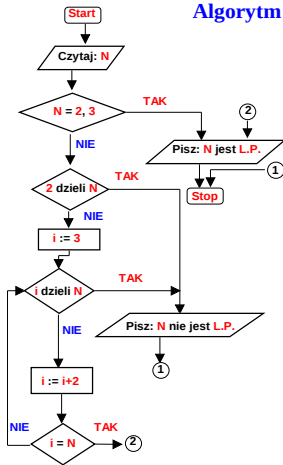 Algorytm
Start
Czytaj: N
N = 2, 3
TAK
2
NIE
Pisz: N jest L.P.
1
2 dzieli N
TAK
Stop
NIE
i := 3
i dzieli N
TAK
NIE
Pisz: N nie jest L.P.
1
i := i+2
NIE
TAK
i = N
2